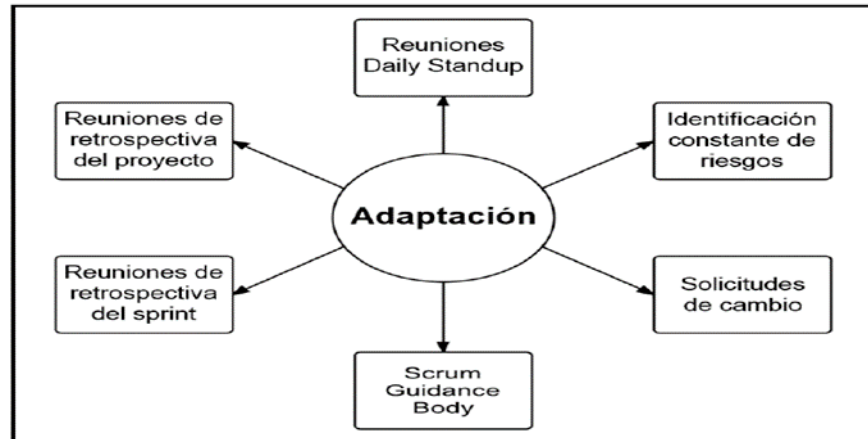 Reuniones
Daily Standup
Reuniones de
retrospectiva
del proyecto
Identificación
constante de
riesgos
Adaptación
Reuniones de
retrospectiva
del sprint
Solicitudes
de cambio
Scrum
Guidance
Body